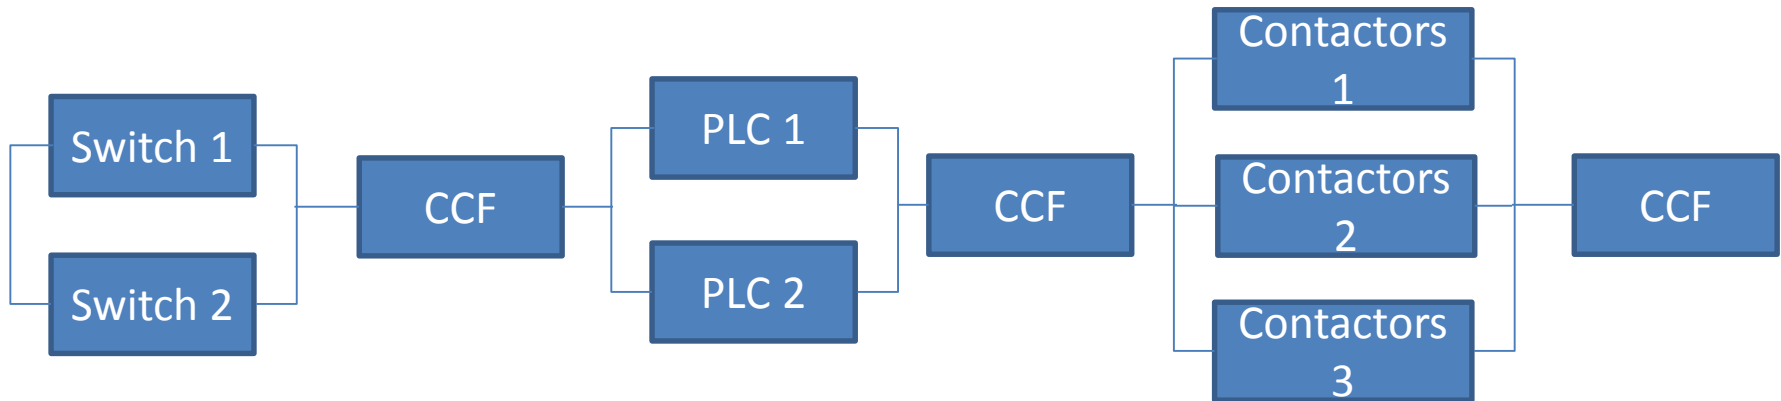 Switch 1
Switch 2
CCF
PLC 1
PLC 2
CCF
Contactors
1
Contactors
2
Contactors
3
CCF